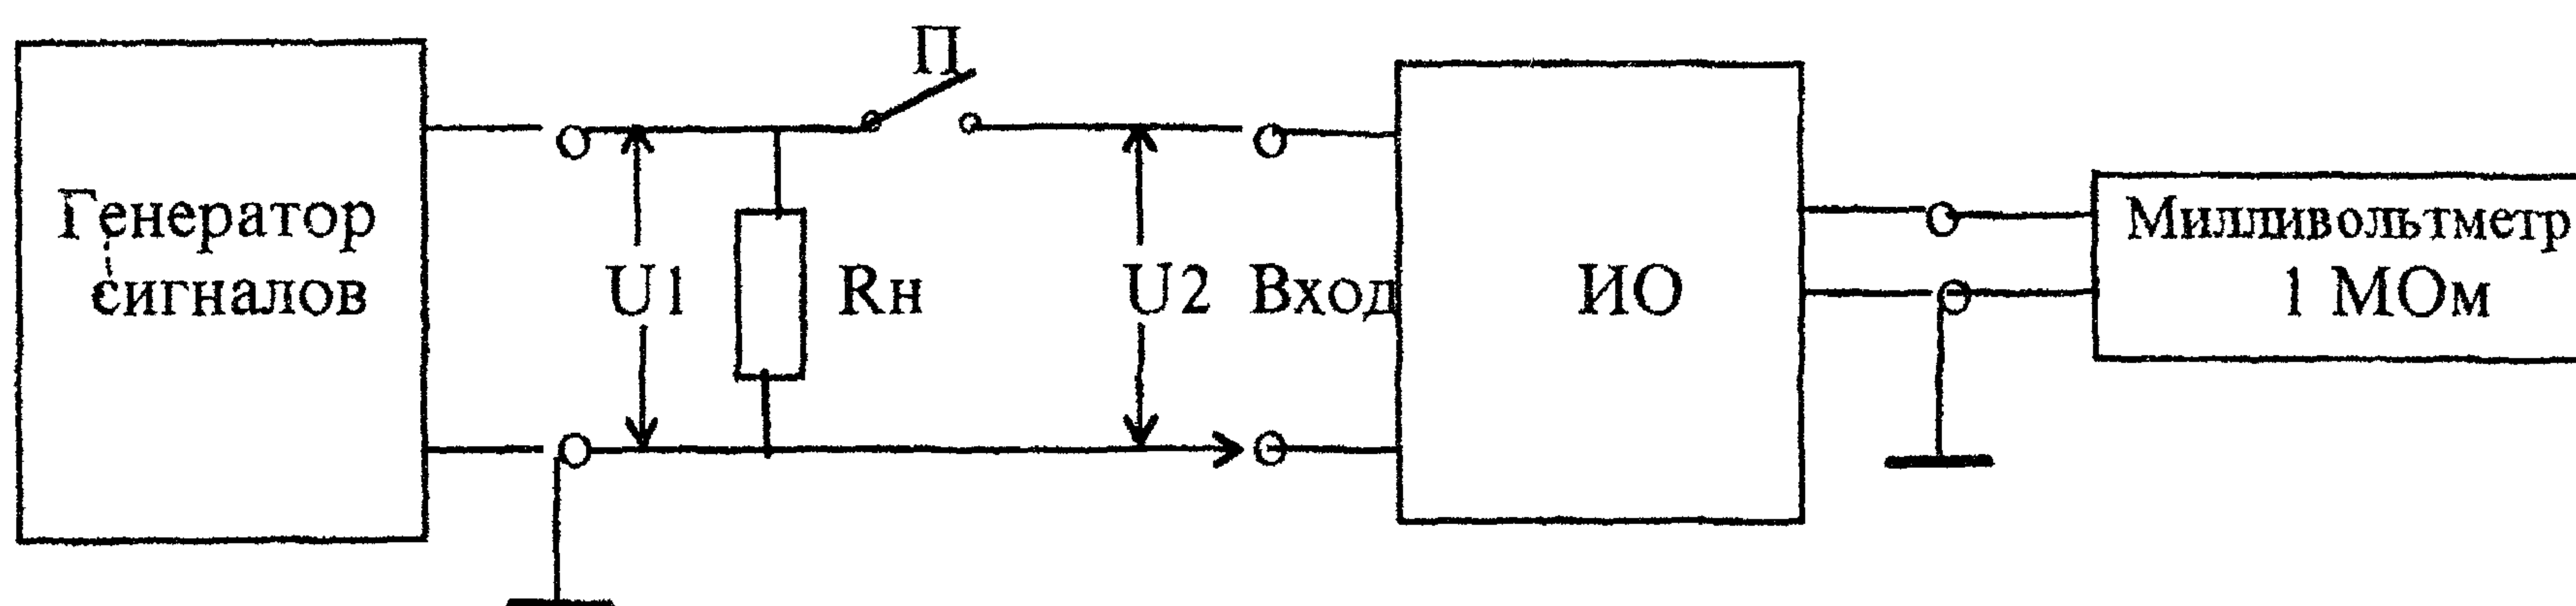 П
Генератор
сигналов
U1
Rн
U2
Вход
ИО
Милливольтметр
1 МОм